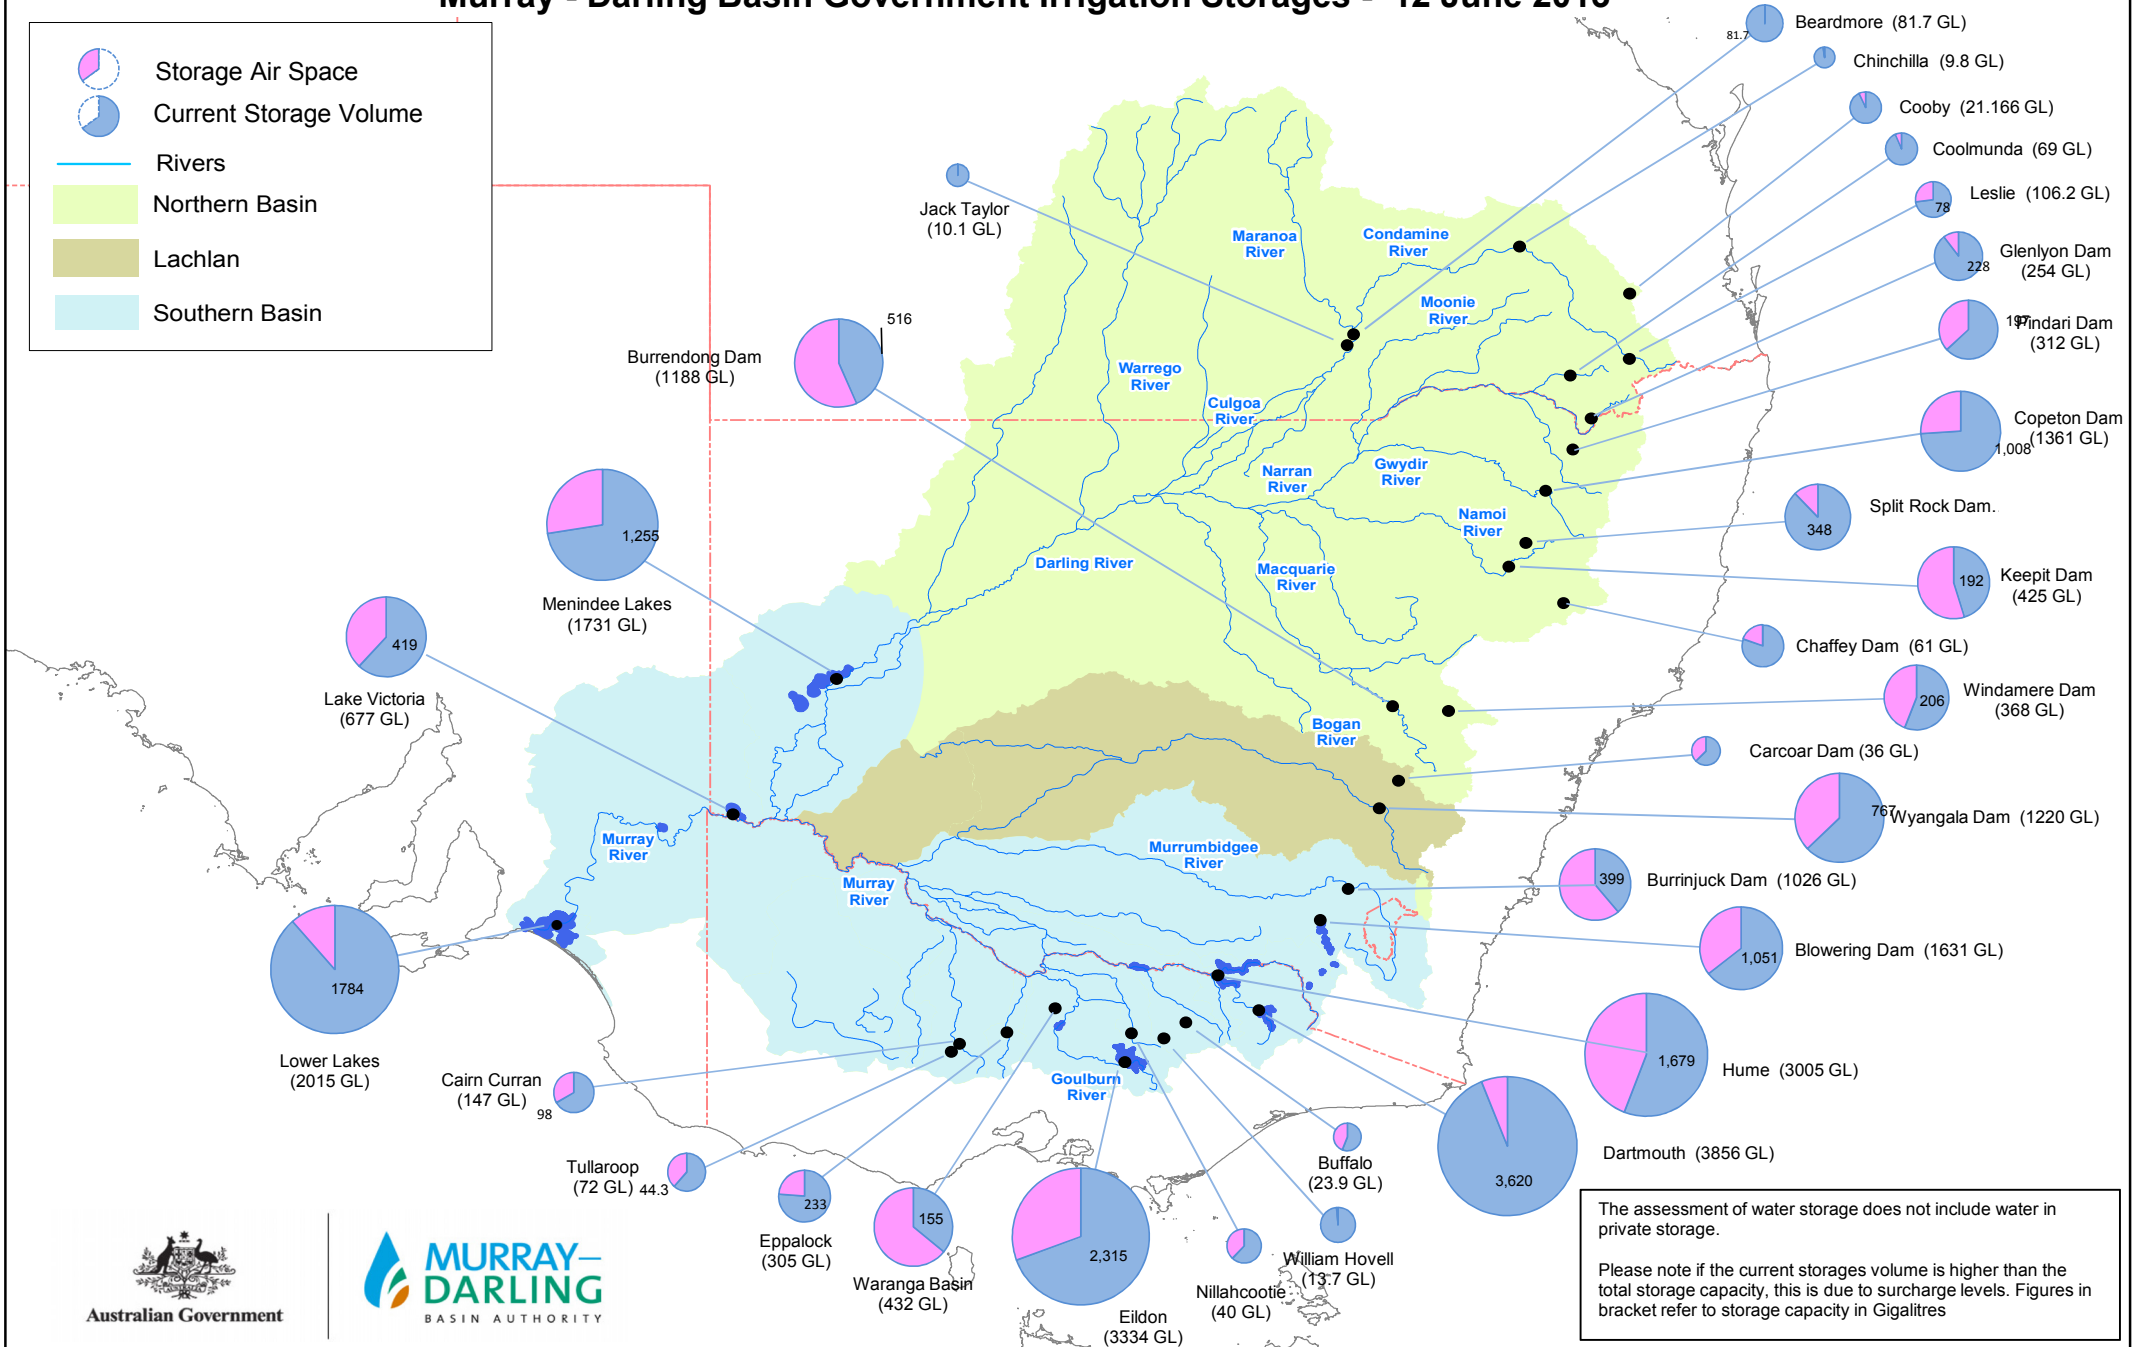 Murray - Darling Basin Government Irrigation Storages - 12 June 2013
Storage Air Space
Current Storage Volume
Rivers
Northern Basin
Lachlan
Southern Basin
81.7
Beardmore (81.7 GL)
Chinchilla (9.8 GL)
Cooby (21.166 GL)
Coolmunda (69 GL)
Leslie (106.2 GL)
78
Glenlyon Dam
(254 GL)
228
197
Pindari Dam
(312 GL)
Copeton Dam
(1361 GL)
1,008
Split Rock Dam.
348
Keepit Dam
(425 GL)
192
Chaffey Dam (61 GL)
Windamere Dam
(368 GL)
206
Carcoar Dam (36 GL)
767
Wyangala Dam (1220 GL)
399
Burrinjuck Dam (1026 GL)
1,051
Blowering Dam (1631 GL)
1,679
Hume (3005 GL)
Dartmouth (3856 GL)
3,620
Jack Taylor
(10.1 GL)
Burrendong Dam
(1188 GL)
516
1,255
Menindee Lakes
(1731 GL)
419
Lake Victoria
(677 GL)
1784
Lower Lakes
(2015 GL)
Cairn Curran
(147 GL)
98
Tullaroop
(72 GL)
44.3
233
Eppalock
(305 GL)
155
Waranga Basin
(432 GL)
2,315
Eildon
(3334 GL)
Nillahcootie
(40 GL)
William Hovell
(13.7 GL)
Buffalo
(23.9 GL)
Maranoa
River
Condamine
River
Moonie
River
Warrego
River
Culgoa
River
Narran
River
Gwydir
River
Namoi
River
Darling River
Macquarie
River
Bogan
River
Murray
River
Murray
River
Murrumbidgee
River
Goulburn
River
Australian Government
MURRAY–
DARLING
BASIN AUTHORITY
The assessment of water storage does not include water in
private storage.
Please note if the current storages volume is higher than the
total storage capacity, this is due to surcharge levels. Figures in
bracket refer to storage capacity in Gigalitres